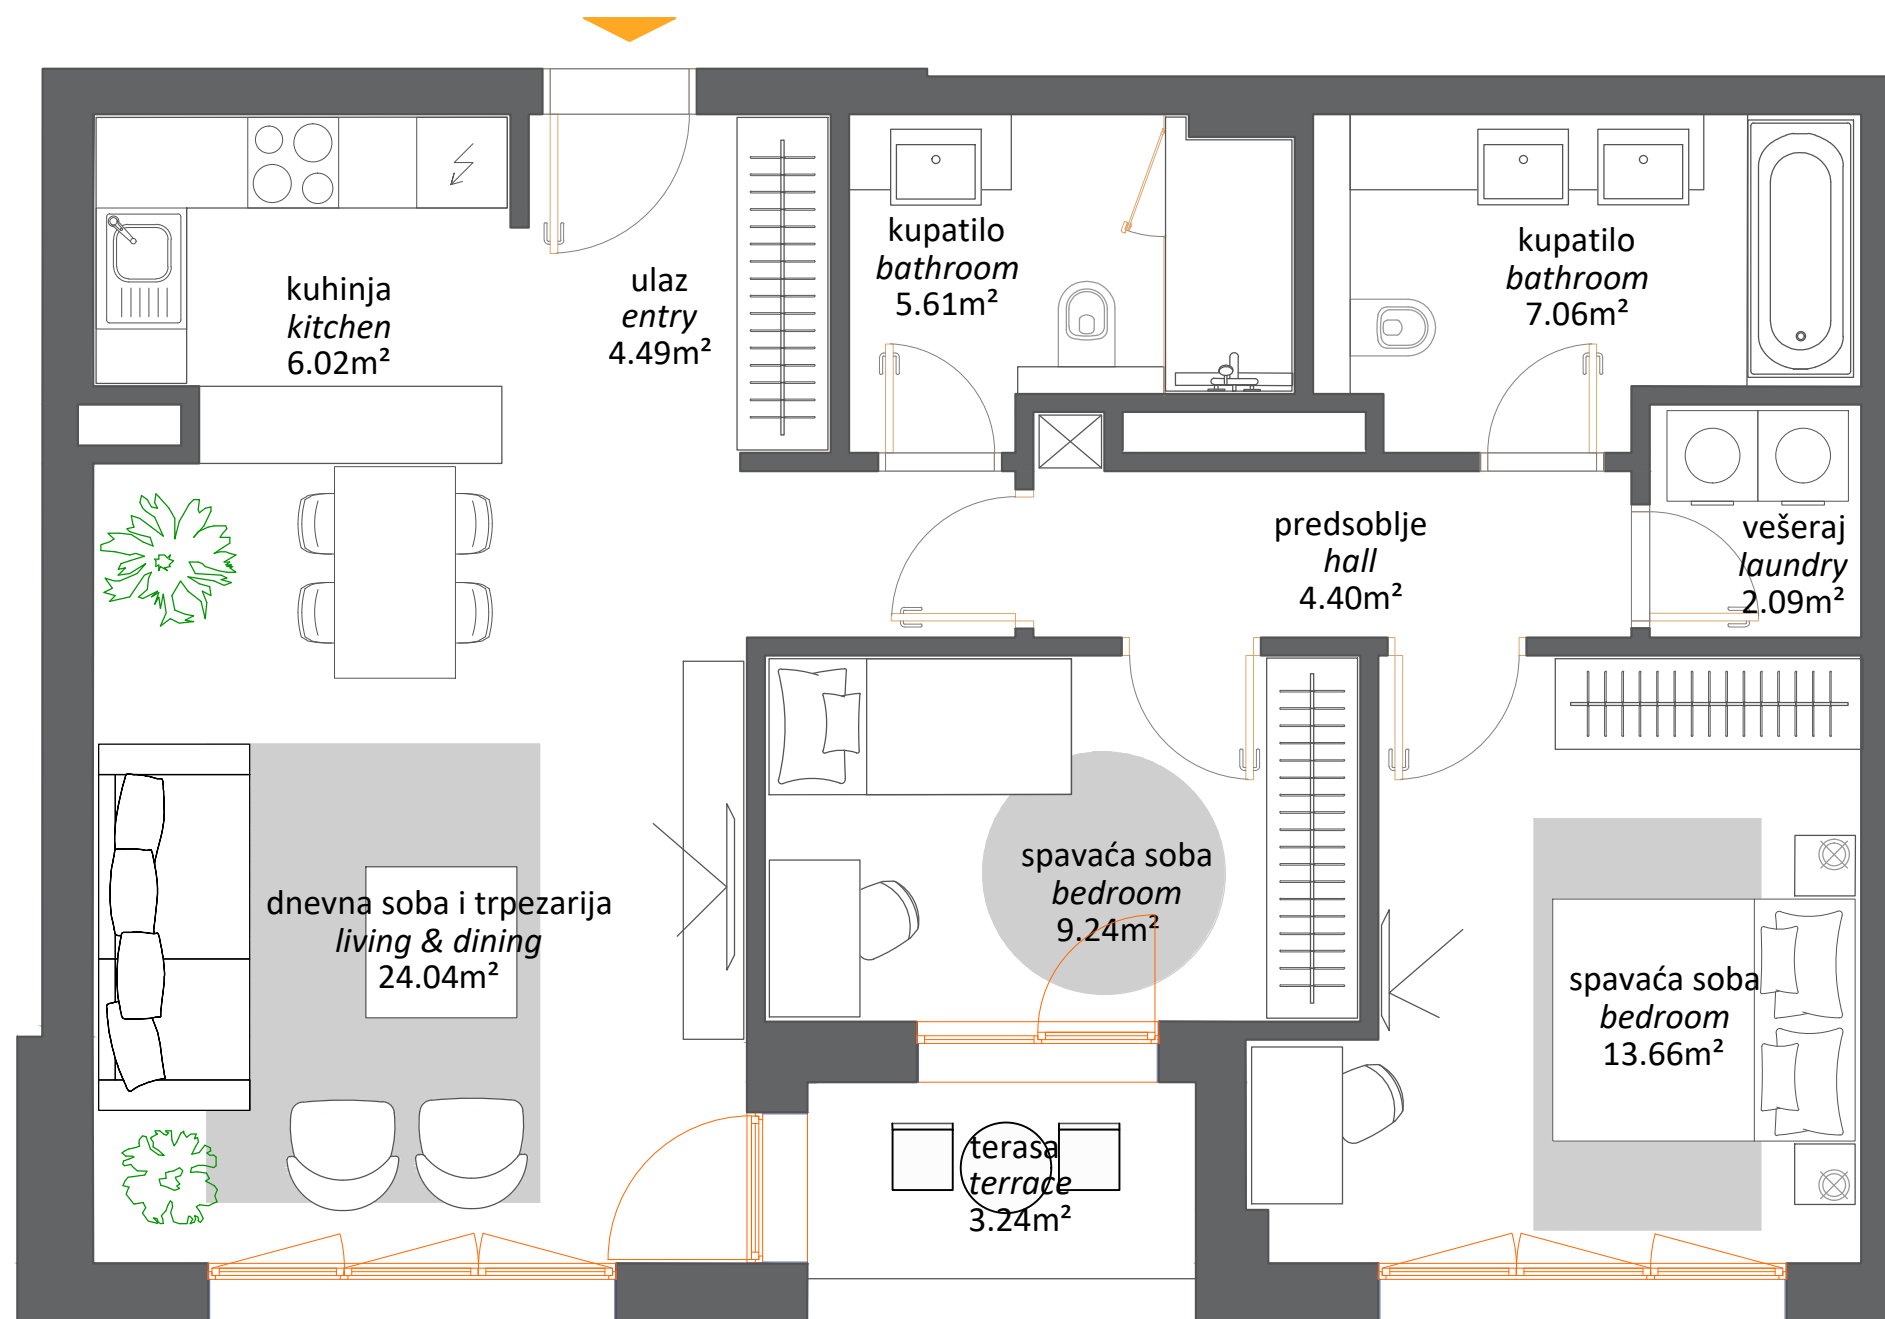 kuhinja
kitchen
6.02m²
ulaz
entry
4.49m²
kupatilo
bathroom
5.61m²
kupatilo
bathroom
7.06m²
predsoblje
hall
4.40m²
vešeraj
laundry
2.09m²
dnevna soba i trpezarija
living & dining
24.04m²
spavaća soba
bedroom
9.24m²
spavaća soba
bedroom
13.66m²
terasa
terrace
3.24m²